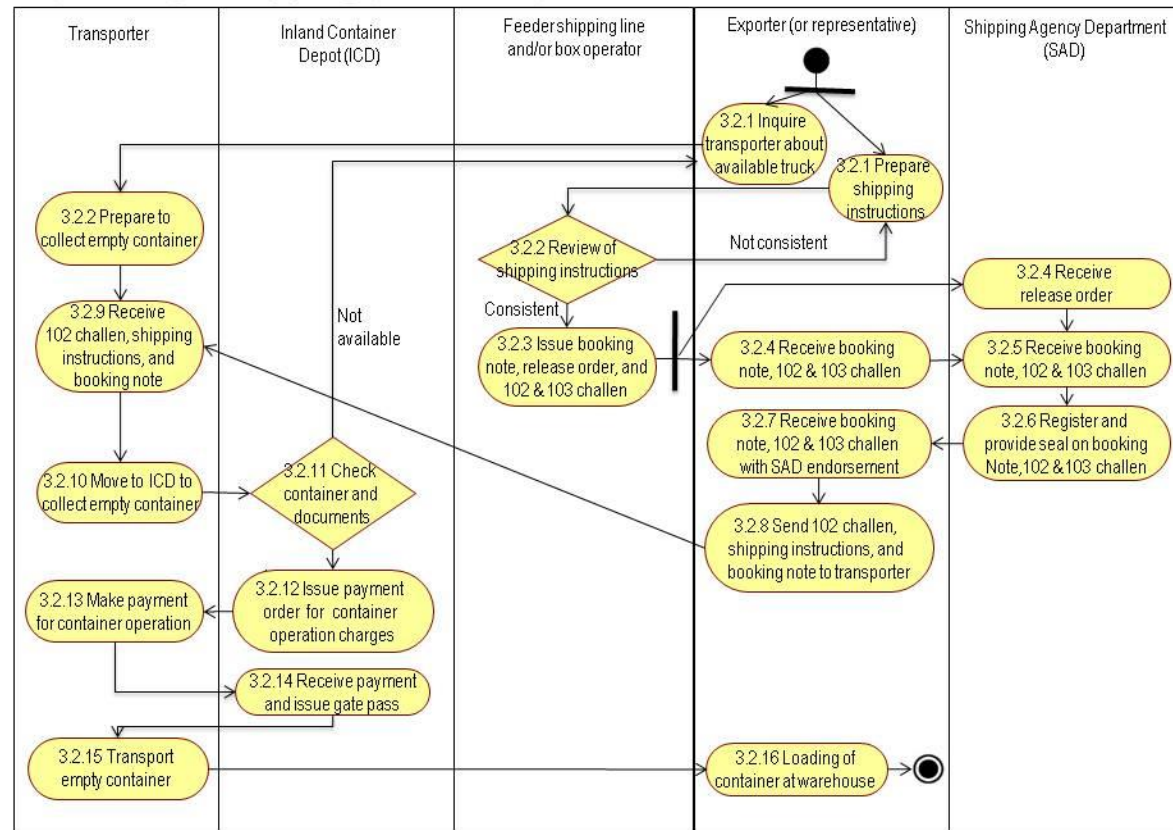 Transporter
Inland Container
Depot (ICD)
Feeder shipping line
and/or box operator
Exporter (or representative)
Shipping Agency Department
(SAD)
3.2.1 Inquire
transporter about
available truck
3.2.1 Prepare
shipping
instructions
3.2.2 Prepare to
collect empty
container
3.2.2 Review of
shipping instructions
Not consistent
Consistent
3.2.4 Receive
release order
3.2.9 Receive
102 challen, shipping
instructions, and
booking note
Not
available
3.2.3 Issue booking
note, release order, and
102 & 103 challen
3.2.4 Receive booking
note, 102 & 103 challen
3.2.5 Receive booking
note, 102 & 103 challen
3.2.7 Receive booking
note, 102 & 103 challen
with SAD endorsement
3.2.6 Register and
provide seal on booking
Note,102 & 103 challen
3.2.10 Move to ICD to
collect empty container
3.2.11 Check
container and
documents
3.2.8 Send 102 challen,
shipping instructions, and
booking note to transporter
3.2.13 Make payment
for container operation
3.2.12 Issue payment
order for container
operation charges
3.2.14 Receive payment
and issue gate pass
3.2.15 Transport
empty container
3.2.16 Loading of
container at warehouse